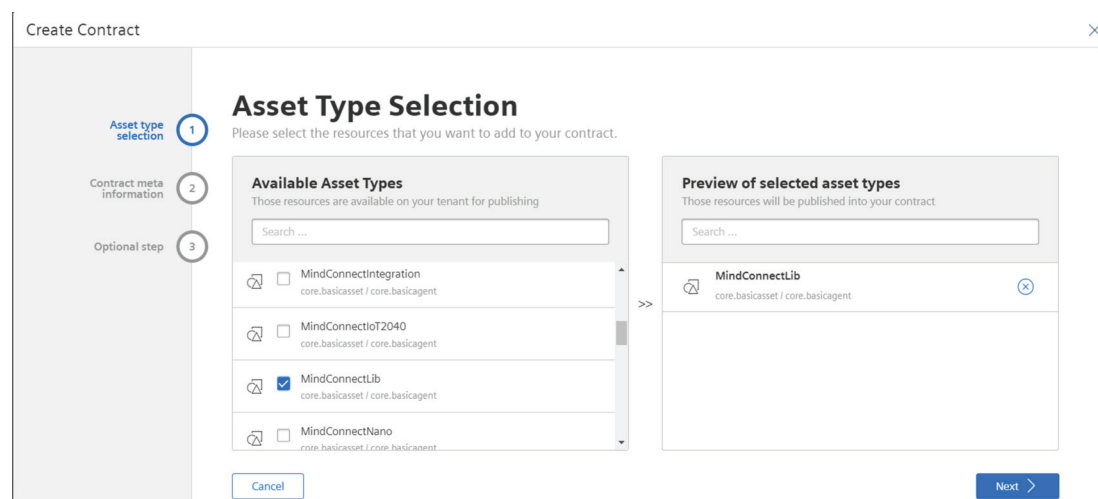 Create Contract
Asset type
selection
1
Contract meta
information
2
Optional step
3
Asset Type Selection
Please select the resources that you want to add to your contract.
Available Asset Types
Those resources are available on your tenant for publishing
Search ...
MindConnectIntegration
core.basicasset / core.basicagent
MindConnectIoT2040
core.basicasset / core.basicagent
MindConnectLib
core.basicasset / core.basicagent
MindConnectNano
core.basicasset / core.basicagent
>>
Preview of selected asset types
Those resources will be published into your contract
Search ...
MindConnectLib
core.basicasset / core.basicagent
Cancel
Next